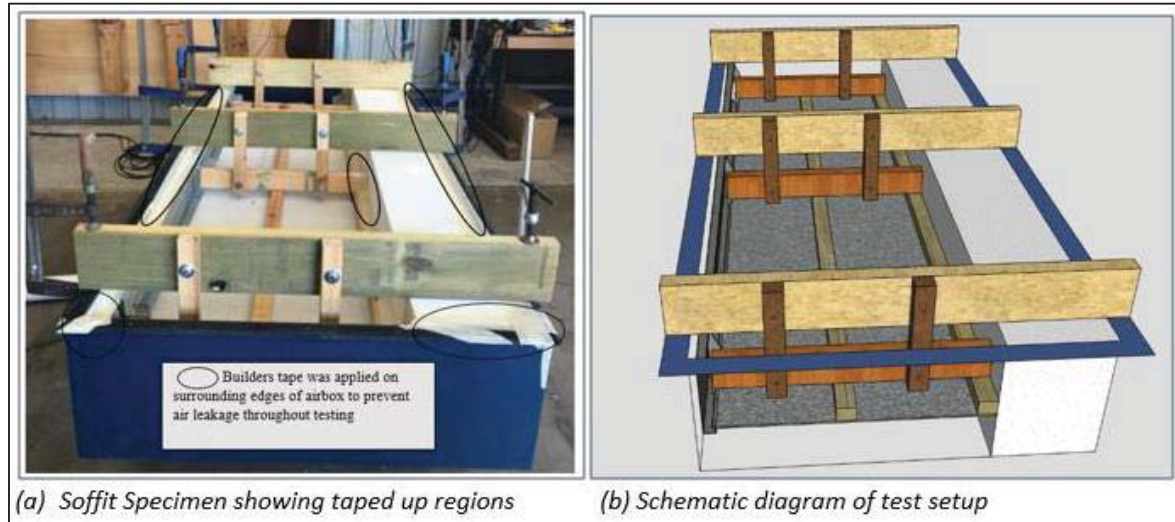 Builders tape was applied on
surrounding edges of airbox to prevent
air leakage throughout testing
(a) Soffit Specimen showing taped up regions
(b) Schematic diagram of test setup